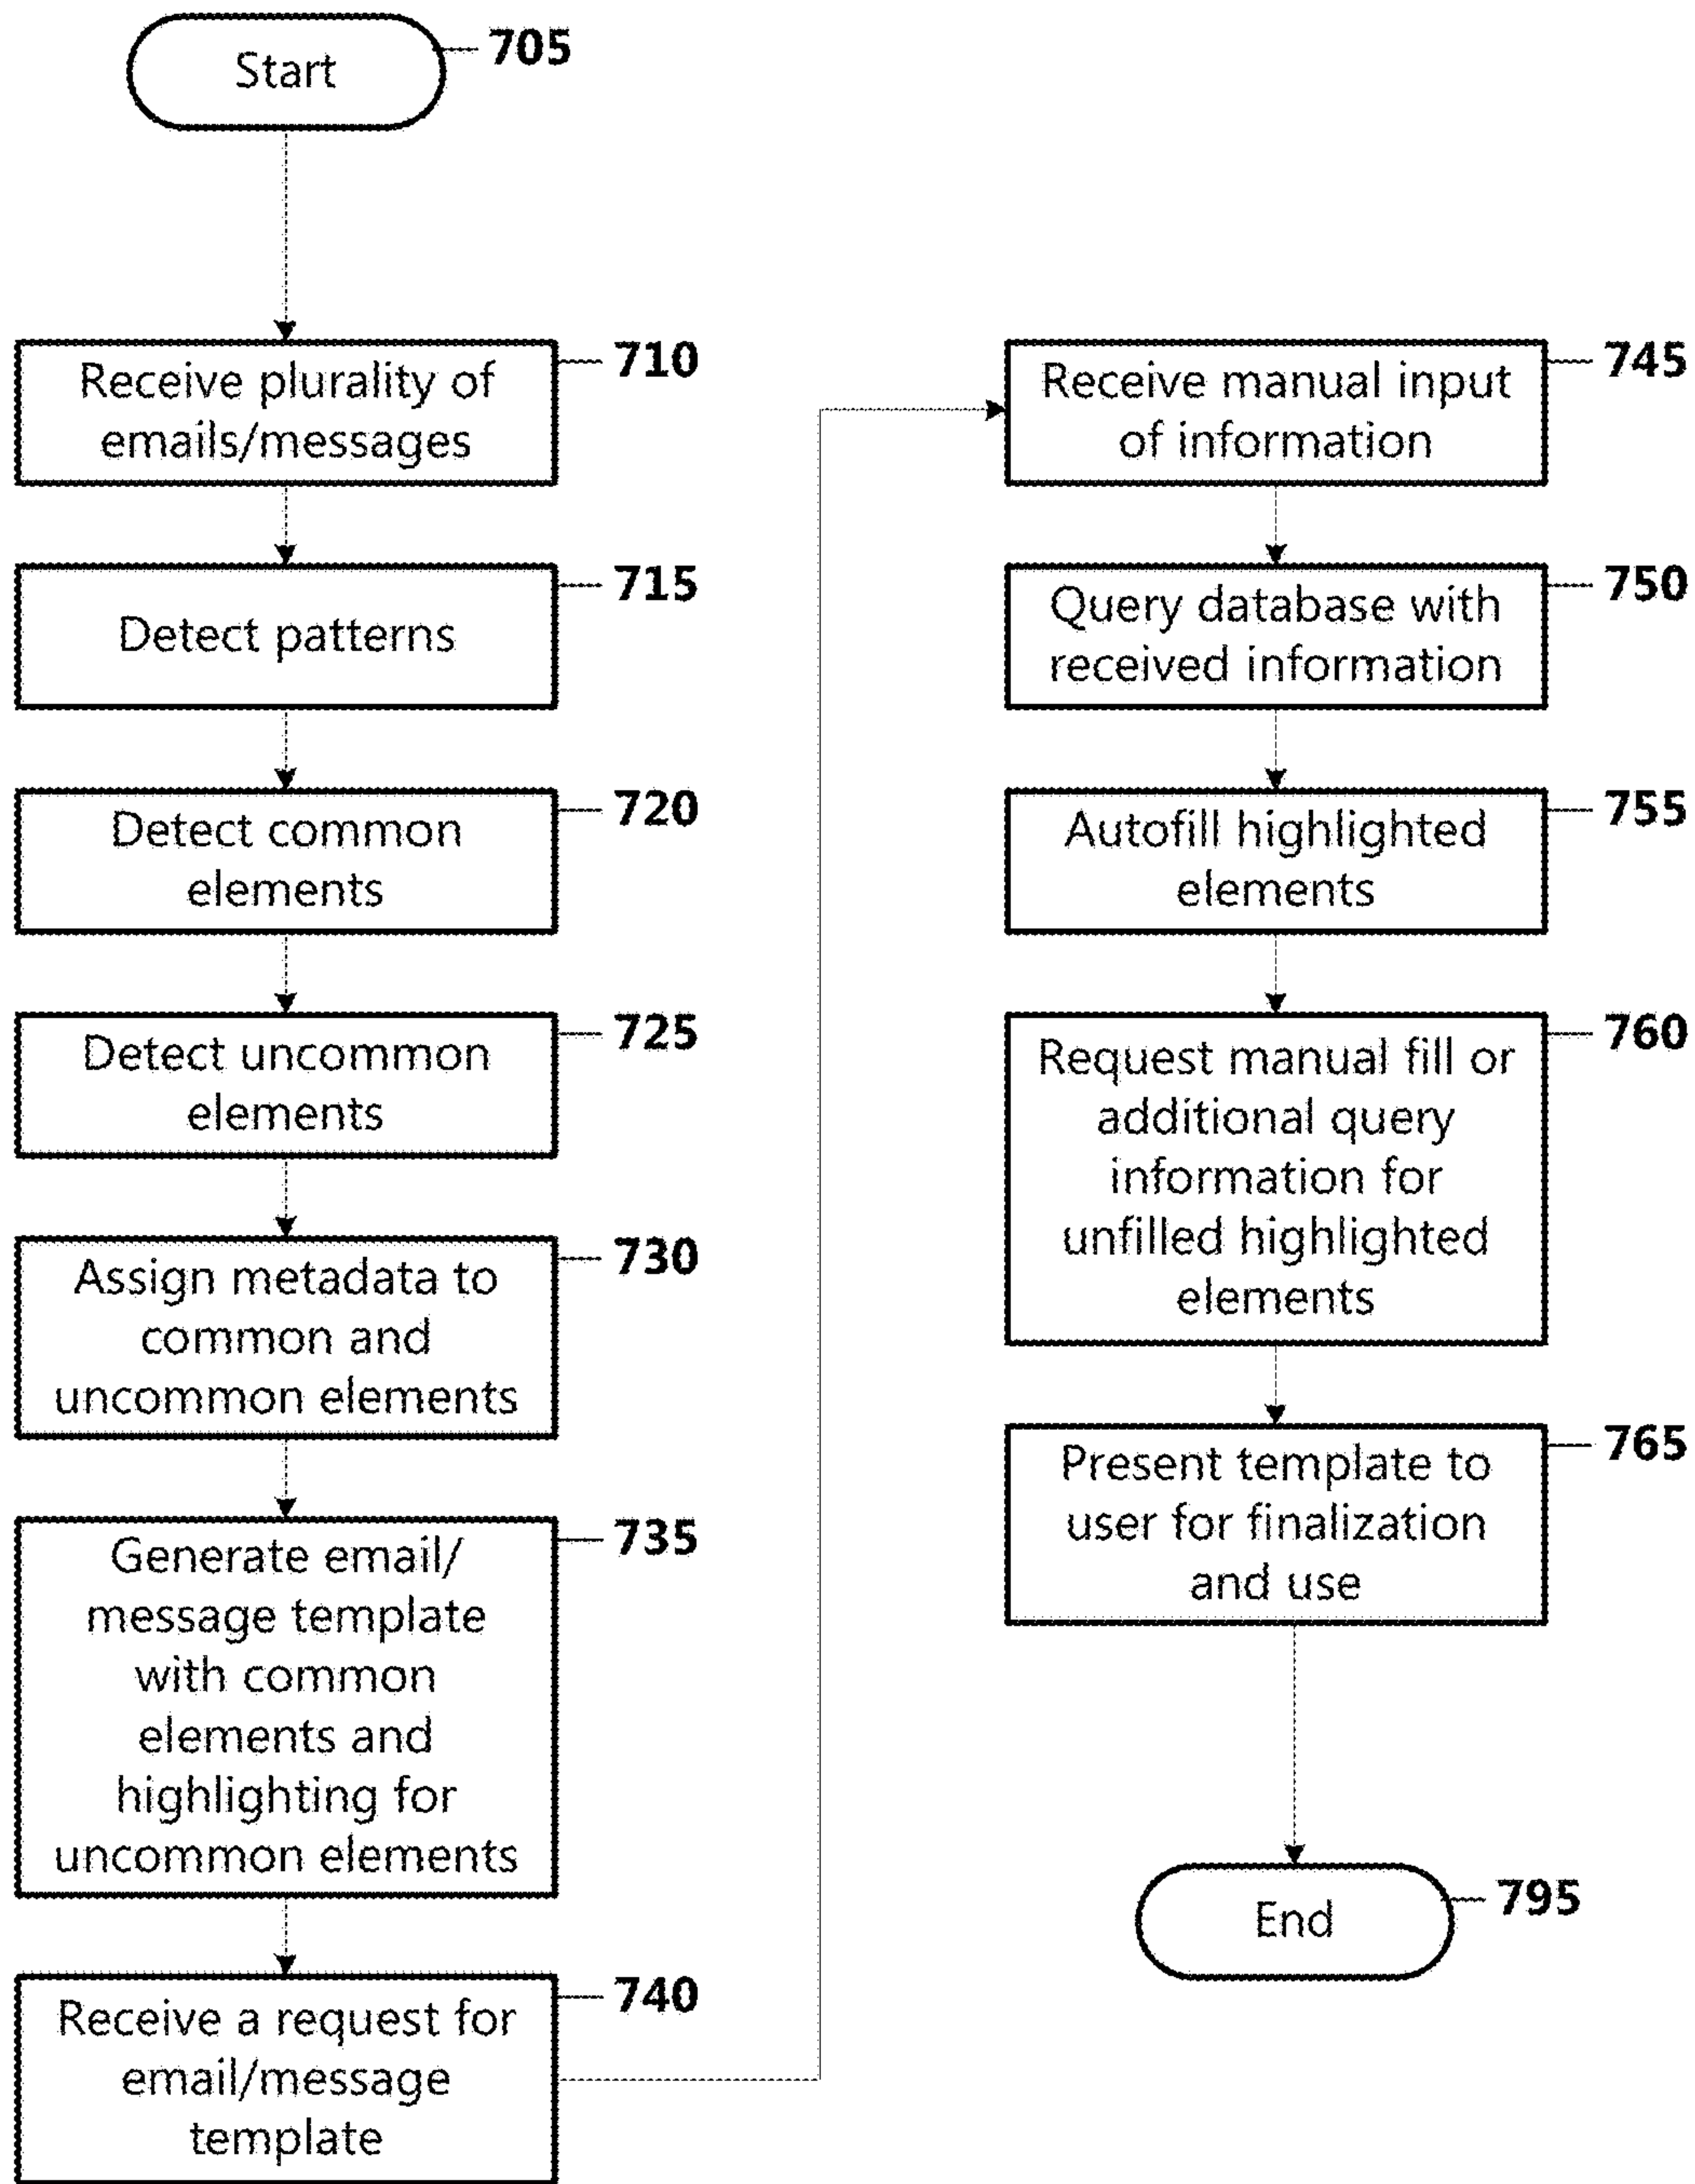 Start
705
Receive plurality of
emails/messages
710
Detect patterns
715
Detect common
elements
720
Detect uncommon
elements
725
Assign metadata to
common and
uncommon elements
730
Generate email/
message template
with common
elements and
highlighting for
uncommon elements
735
Receive a request for
email/message
template
740
Receive manual input
of information
745
Query database with
received information
750
Autofill highlighted
elements
755
Request manual fill or
additional query
information for
unfilled highlighted
elements
760
Present template to
user for finalization
and use
765
End
795